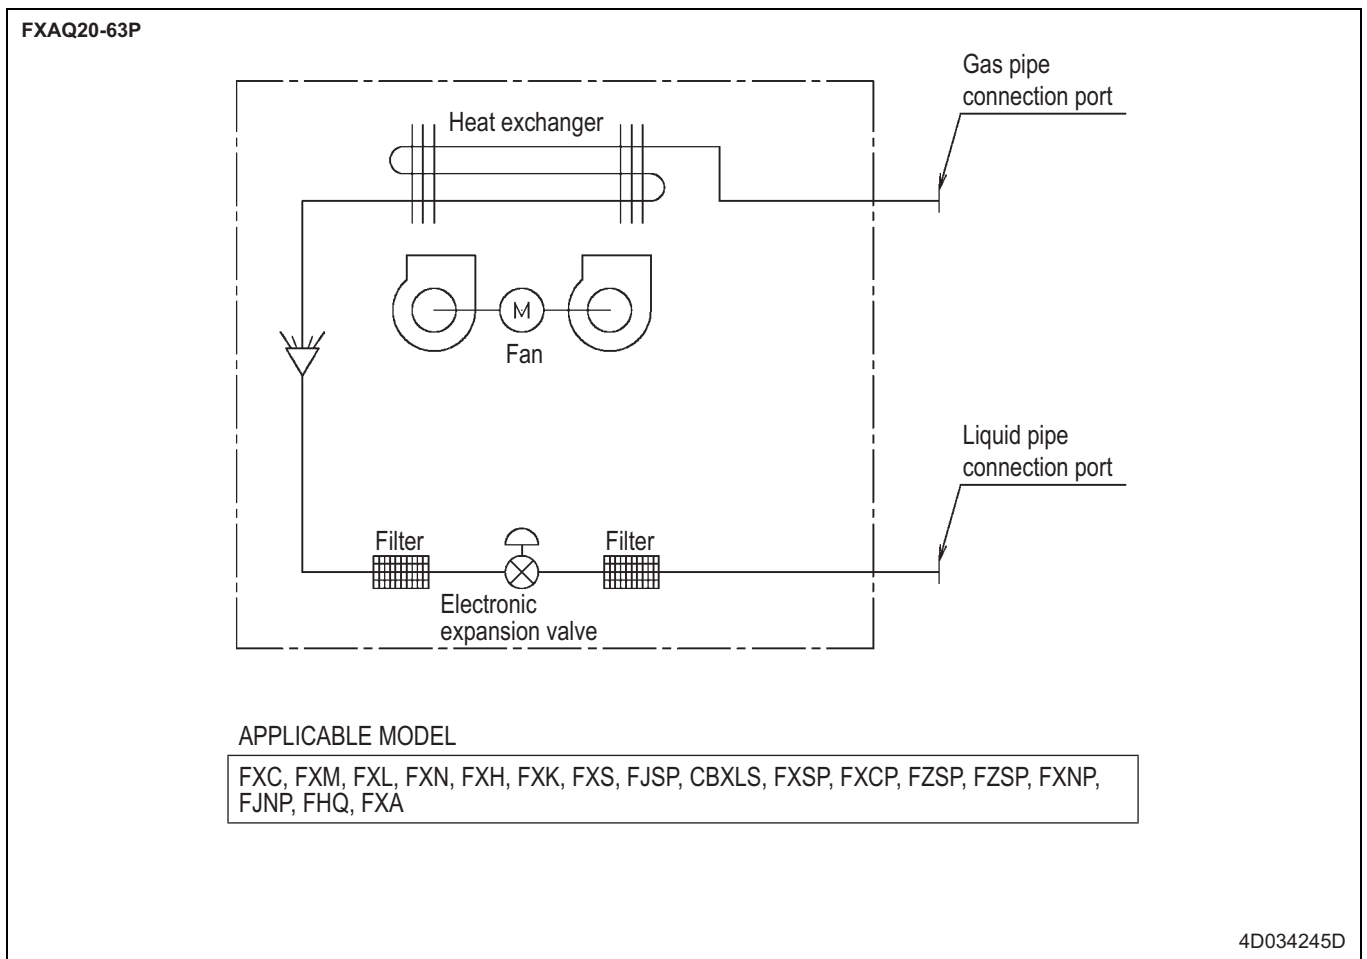 FXAQ20-63P
Gas pipe
connection port
Heat exchanger
M
Fan
Liquid pipe
connection port
Filter
Filter
Electronic
expansion valve
APPLICABLE MODEL
FXC, FXM, FXL, FXN, FXH, FXK, FXS, FJSP, CBXLS, FXSP, FXCP, FZSP, FZSP, FXNP,
FJNP, FHQ, FXA
4D034245D